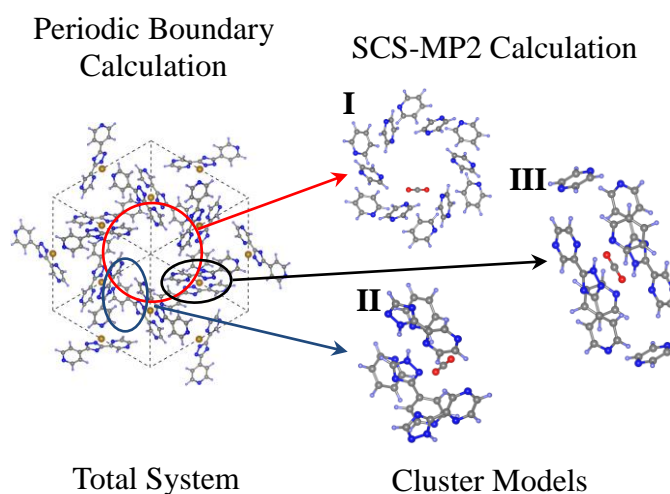 Periodic Boundary
Calculation
SCS-MP2 Calculation
I
III
II
Total System
Cluster Models